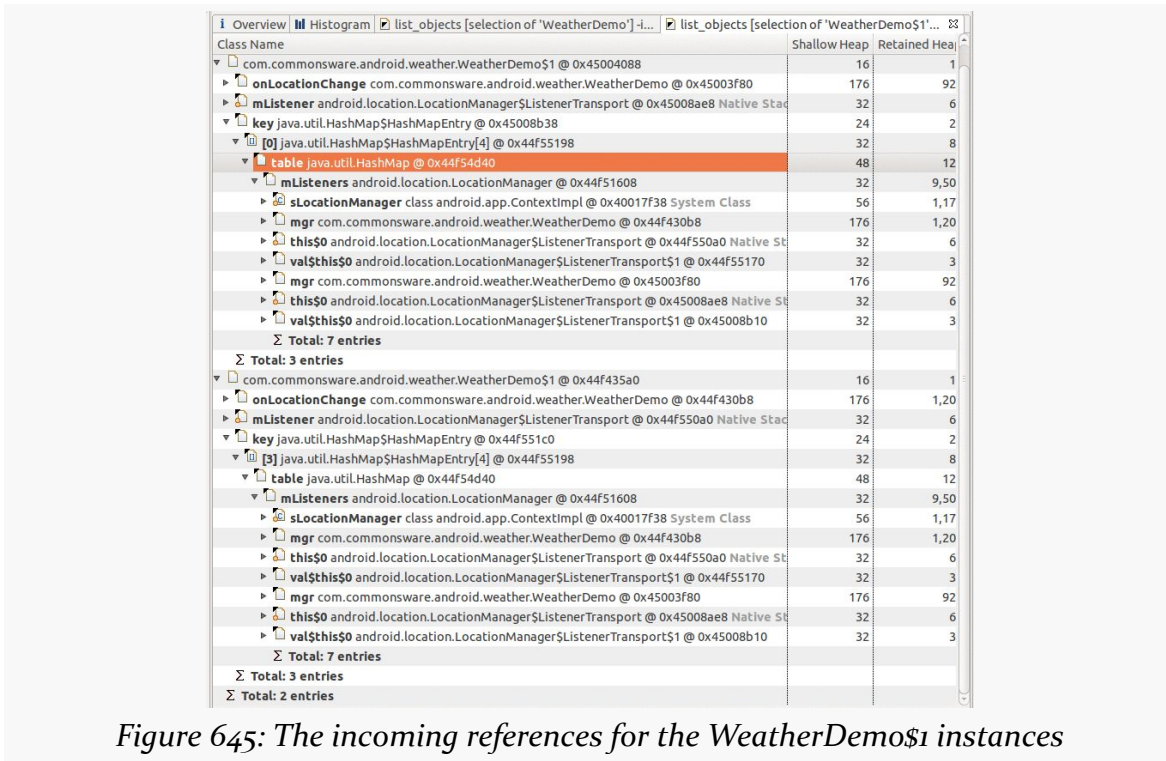 i Overview Histogram list_objects [selection of 'WeatherDemo'] -i... list_objects [selection of 'WeatherDemo$1'...
Class Name Shallow Heap Retained Heap
com.commonsware.android.weather.WeatherDemo$1 @ 0x45004088 16 1
onLocationChange com.commonsware.android.weather.WeatherDemo @ 0x45003f80 176 92
mListener android.location.LocationManager$ListenerTransport @ 0x45008ae8 Native Stac 32 6
key java.util.HashMap$HashMapEntry @ 0x45008b38 24 2
[0] java.util.HashMap$HashMapEntry[4] @ 0x44f55198 32 8
table java.util.HashMap @ 0x44f54d40 48 12
mListeners android.location.LocationManager @ 0x44f51608 32 9,50
sLocationManager class android.app.ContextImpl @ 0x40017f38 System Class 56 1,17
mgr com.commonsware.android.weather.WeatherDemo @ 0x44f430b8 176 1,20
this$0 android.location.LocationManager$ListenerTransport @ 0x44f550a0 Native St 32 6
val$this$0 android.location.LocationManager$ListenerTransport$1 @ 0x44f55170 32 3
mgr com.commonsware.android.weather.WeatherDemo @ 0x45003f80 176 92
this$0 android.location.LocationManager$ListenerTransport @ 0x45008ae8 Native St 32 6
val$this$0 android.location.LocationManager$ListenerTransport$1 @ 0x45008b10 32 3
Σ Total: 7 entries
Σ Total: 3 entries
com.commonsware.android.weather.WeatherDemo$1 @ 0x44f435a0 16 1
onLocationChange com.commonsware.android.weather.WeatherDemo @ 0x44f430b8 176 1,20
mListener android.location.LocationManager$ListenerTransport @ 0x44f550a0 Native Stac 32 6
key java.util.HashMap$HashMapEntry @ 0x44f551c0 24 2
[3] java.util.HashMap$HashMapEntry[4] @ 0x44f55198 32 8
table java.util.HashMap @ 0x44f54d40 48 12
mListeners android.location.LocationManager @ 0x44f51608 32 9,50
sLocationManager class android.app.ContextImpl @ 0x40017f38 System Class 56 1,17
mgr com.commonsware.android.weather.WeatherDemo @ 0x44f430b8 176 1,20
this$0 android.location.LocationManager$ListenerTransport @ 0x44f550a0 Native St 32 6
val$this$0 android.location.LocationManager$ListenerTransport$1 @ 0x44f55170 32 3
mgr com.commonsware.android.weather.WeatherDemo @ 0x45003f80 176 92
this$0 android.location.LocationManager$ListenerTransport @ 0x45008ae8 Native St 32 6
val$this$0 android.location.LocationManager$ListenerTransport$1 @ 0x45008b10 32 3
Σ Total: 7 entries
Σ Total: 3 entries
Σ Total: 2 entries
Figure 645: The incoming references for the WeatherDemo$1 instances